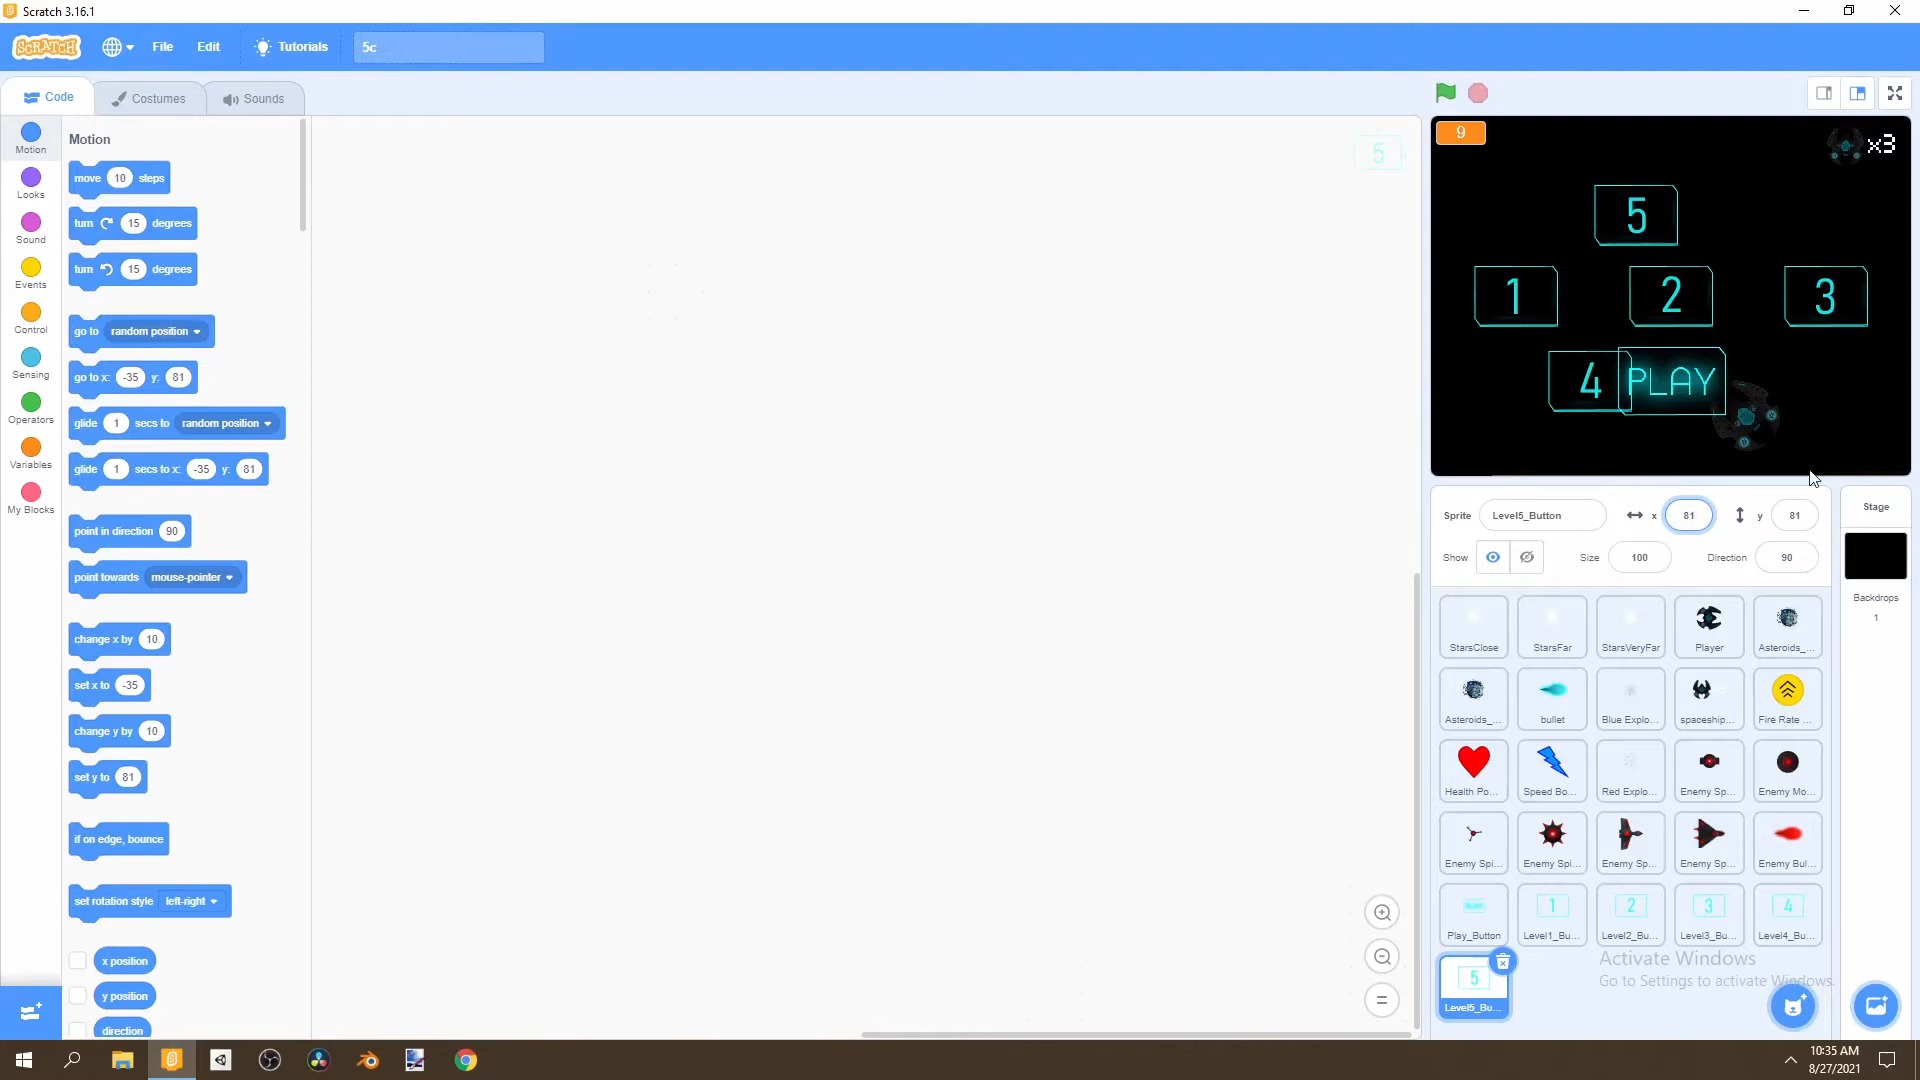 Scratch 3.16.1
SCRATCH
File
Edit
Tutorials
5c
Code
Costumes
Sounds
Motion
Looks
Sound
Events
Control
Sensing
Operators
Variables
My Blocks
Motion
move 10 steps
turn 15 degrees
turn 15 degrees
go to random position
go to x: -35 y: 81
glide 1 secs to random position
glide 1 secs to x: -35 y: 81
point in direction 90
point towards mouse-pointer
change x by 10
set x to -35
change y by 10
set y to 81
if on edge, bounce
set rotation style left-right
x position
y position
direction
5
9
x3
5
1 2 3
4 PLAY
Sprite Level5_Button x 81 y 81
Show Size 100 Direction 90
StarsClose StarsFar StarsVeryFar Player Asteroids_...
Asteroids_... bullet Blue Explo... spaceship... Fire Rate ...
Health Po... Speed Bo... Red Explo... Enemy Sp... Enemy Mo...
Enemy Spi... Enemy Spi... Enemy Sp... Enemy Sp... Enemy Bul...
PLAY 1 2 3 4
Play_Button Level1_Bu... Level2_Bu... Level3_Bu... Level4_Bu...
5
Level5_Bu...
Stage
Backdrops
1
Activate Windows
Go to Settings to activate Windows.
10:35 AM
8/27/2021